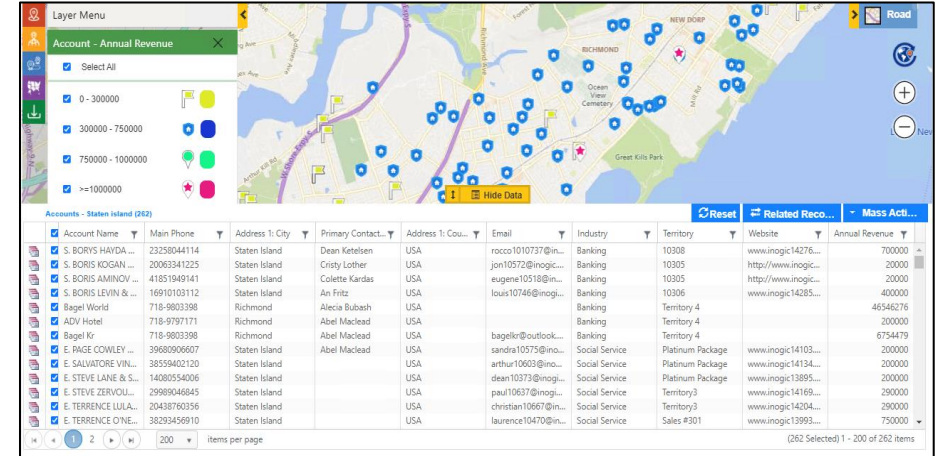 Layer Menu
Road
Account - Annual Revenue
Select All
0 - 300000
300000 - 750000
750000 - 1000000
>=1000000
NEW DORP
RICHMOND
Ocean
View
Cemetery
Great Kills Park
Hide Data
Accounts - Staten island (262)
Reset Related Reco... Mass Acti...
Account Name Main Phone Address 1: City Primary Contact... Address 1: Cou... Email Industry Territory Website Annual Revenue
S. BORYS HAYDA ... 23258044114 Staten Island Dean Ketelsen USA rocco1010737@in... Banking 10308 www.inogic14276.... 700000
S. BORIS KOGAN ... 20063341225 Staten Island Cristy Lother USA jon10572@inogic.... Banking 10305 http://www.inogic... 20000
S. BORIS AMINOV ... 41851949141 Staten Island Colette Kardas USA eugene10518@in... Banking 10305 http://www.inogic... 20000
S. BORIS LEVIN & ... 16910103112 Staten Island An Fritz USA louis10746@inogi... Banking 10306 www.inogic14285.... 400000
Bagel World 718-9803398 Richmond Alecia Bubash USA Banking Territory 4 46546276
ADV Hotel 718-9797171 Richmond Abel Maclead USA Banking Territory 4 200000
Bagel Kr 718-9803398 Richmond Abel Maclead USA bagelkr@outlook.... Banking Territory 4 6754479
E. PAGE COWLEY ... 39680906607 Staten Island Abel Maclead USA sandra10575@ino... Social Service Platinum Package www.inogic14103.... 200000
E. SALVATORE VIN... 38559402120 Staten Island USA arthur10603@ino... Social Service Platinum Package www.inogic14134.... 200000
E. STEVE LANE & S... 14080554006 Staten Island USA dean10373@inogi... Social Service Platinum Package www.inogic13895.... 200000
E. STEVE ZERVOU... 29989046845 Staten Island USA paul10637@inogi... Social Service Territory3 www.inogic14169.... 290000
E. TERRENCE LULA... 20438760356 Staten Island USA christian10667@in... Social Service Territory3 www.inogic14204.... 290000
E. TERRENCE O'NE... 38293456910 Staten Island USA laurence10470@in... Social Service Sales #301 www.inogic13993.... 750000
1 2 200 items per page (262 Selected) 1 - 200 of 262 items